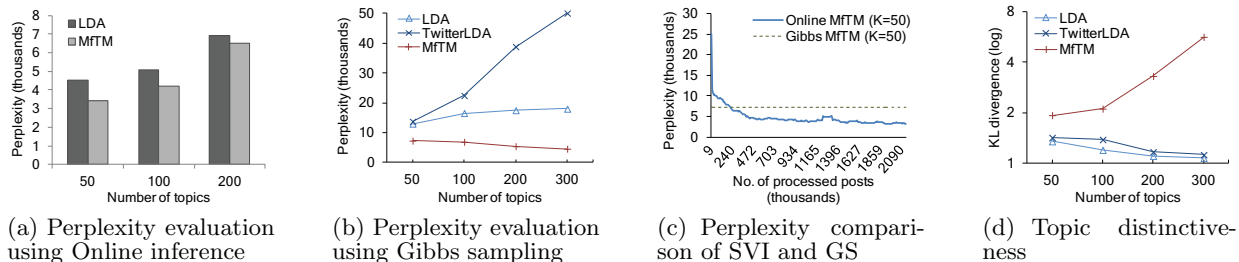 LDA
MfTM
8
7
6
5
4
3
2
1
0
Perplexity (thousands)
50 100 200
Number of topics
(a) Perplexity evaluation
using Online inference
LDA
TwitterLDA
MfTM
50
40
30
20
10
0
Perplexity (thousands)
50 100 200 300
Number of topics
(b) Perplexity evaluation
using Gibbs sampling
Online MfTM (K=50)
Gibbs MfTM (K=50)
30
25
20
15
10
5
0
Perplexity (thousands)
9 240 472 703 934 1165 1396 1627 1859 2090
No. of processed posts
(thousands)
(c) Perplexity compari-
son of SVI and GS
LDA
TwitterLDA
MfTM
8
4
2
1
KL divergence (log)
50 100 200 300
Number of topics
(d) Topic distinctive-
ness